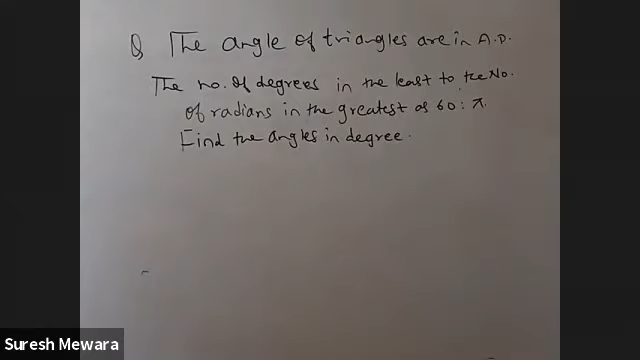 Q The angle of triangles are in A.P.
The no. of degrees in the least to the No.
of radians in the greatest as 60 : π.
Find the angles in degree.
Suresh Mewara